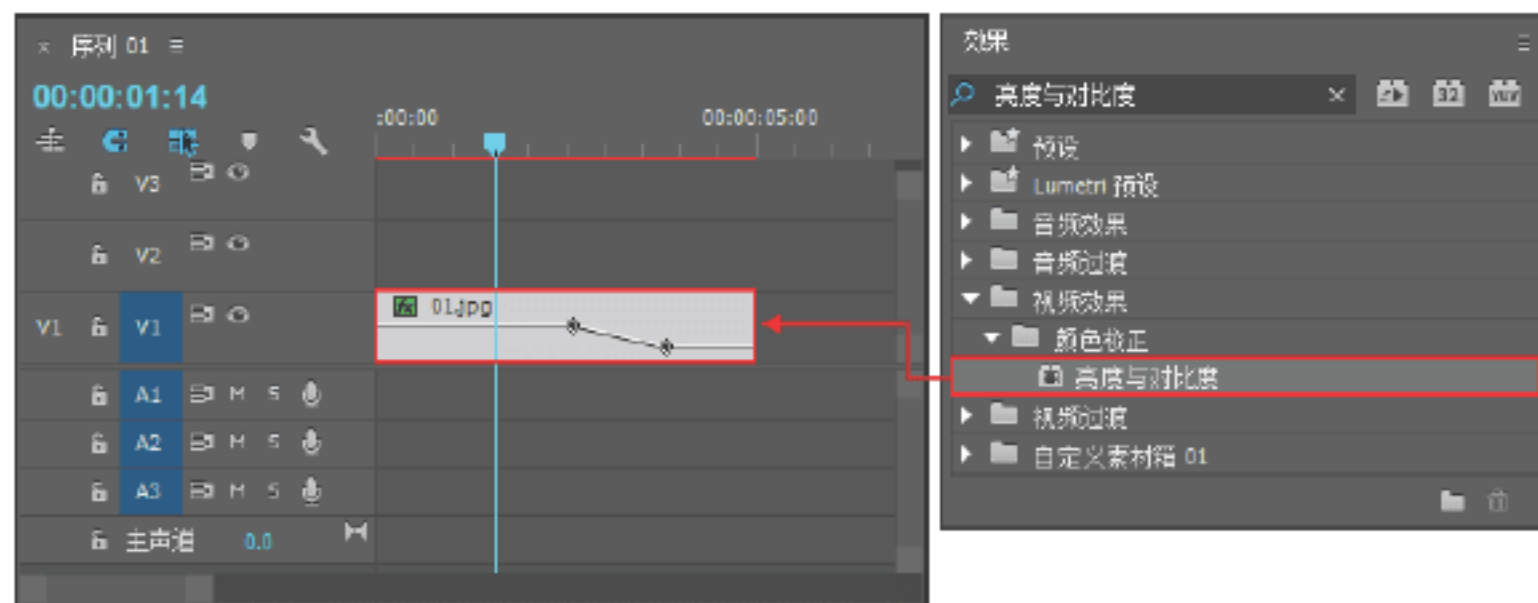 序列 01
00:00:01:14
:00:00 00:00:05:00
V3
V2
V1 V1
01.jpg
A1 M S
A2 M S
A3 M S
主声道 0.0
效果
亮度与对比度
32 YUV
预设
Lumetri 预设
音频效果
音频过渡
视频效果
颜色校正
亮度与对比度
视频过渡
自定义素材箱 01